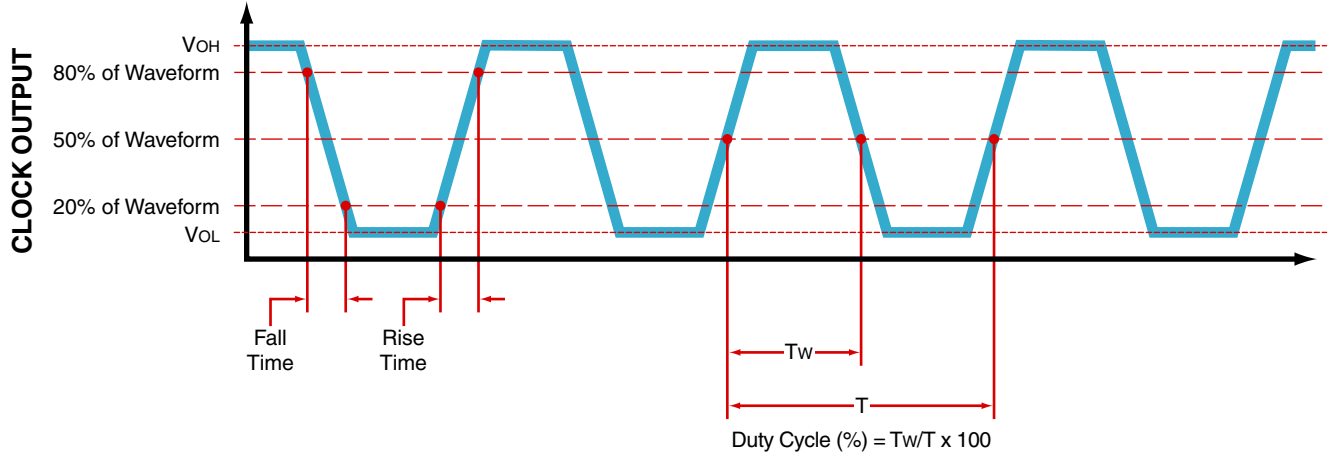 CLOCK OUTPUT
VOH
80% of Waveform
50% of Waveform
20% of Waveform
VOL
Fall
Time
Rise
Time
TW
T
Duty Cycle (%) = TW/T x 100